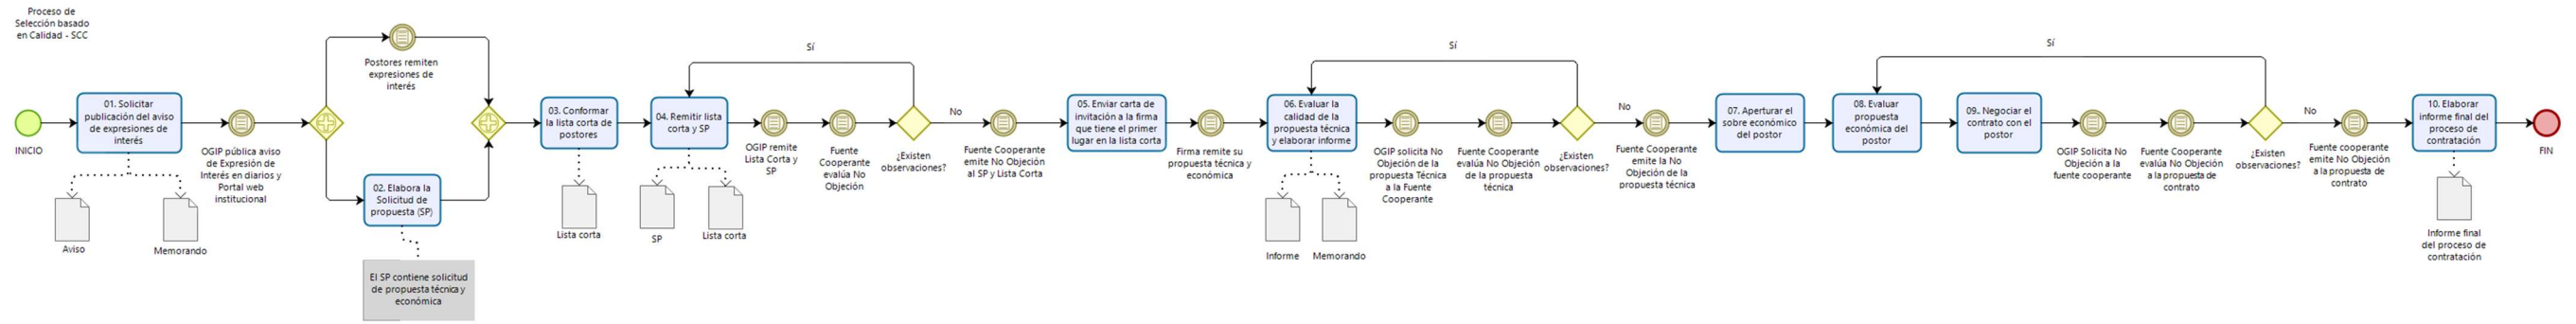 Proceso de
Selección basado
en Calidad - SCC
INICIO
01. Solicitar
publicación del aviso
de expresiones de
interés
Aviso
Memorando
OGIP pública aviso
de Expresión de
Interés en diarios y
Portal web
institucional
Postores remiten
expresiones de
interés
02. Elabora la
Solicitud de
propuesta (SP)
El SP contiene solicitud
de propuesta técnica y
económica
03. Conformar
la lista corta de
postores
Lista corta
04. Remitir lista
corta y SP
SP
Lista corta
OGIP remite
Lista Corta y
SP
Fuente
Cooperante
evalúa No
Objeción
Sí
¿Existen
observaciones?
No
Fuente Cooperante
emite No Objeción
al SP y Lista Corta
05. Enviar carta de
invitación a la firma
que tiene el primer
lugar en la lista corta
Firma remite su
propuesta técnica y
económica
06. Evaluar la
calidad de la
propuesta técnica
y elaborar informe
Informe
Memorando
OGIP solicita No
Objeción de la
propuesta Técnica
a la Fuente
Cooperante
Fuente Cooperante
evalúa No Objeción
de la propuesta
técnica
Sí
¿Existen
observaciones?
No
Fuente Cooperante
emite la No
Objeción de la
propuesta técnica
07. Aperturar el
sobre económico
del postor
08. Evaluar
propuesta
económica del
postor
09. Negociar el
contrato con el
postor
OGIP Solicita No
Objeción a la
fuente cooperante
Fuente Cooperante
evalúa No Objeción
a la propuesta de
contrato
Sí
¿Existen
observaciones?
No
Fuente cooperante
emite No Objeción
a la propuesta de
contrato
10. Elaborar
informe final del
proceso de
contratación
Informe final
del proceso de
contratación
FIN